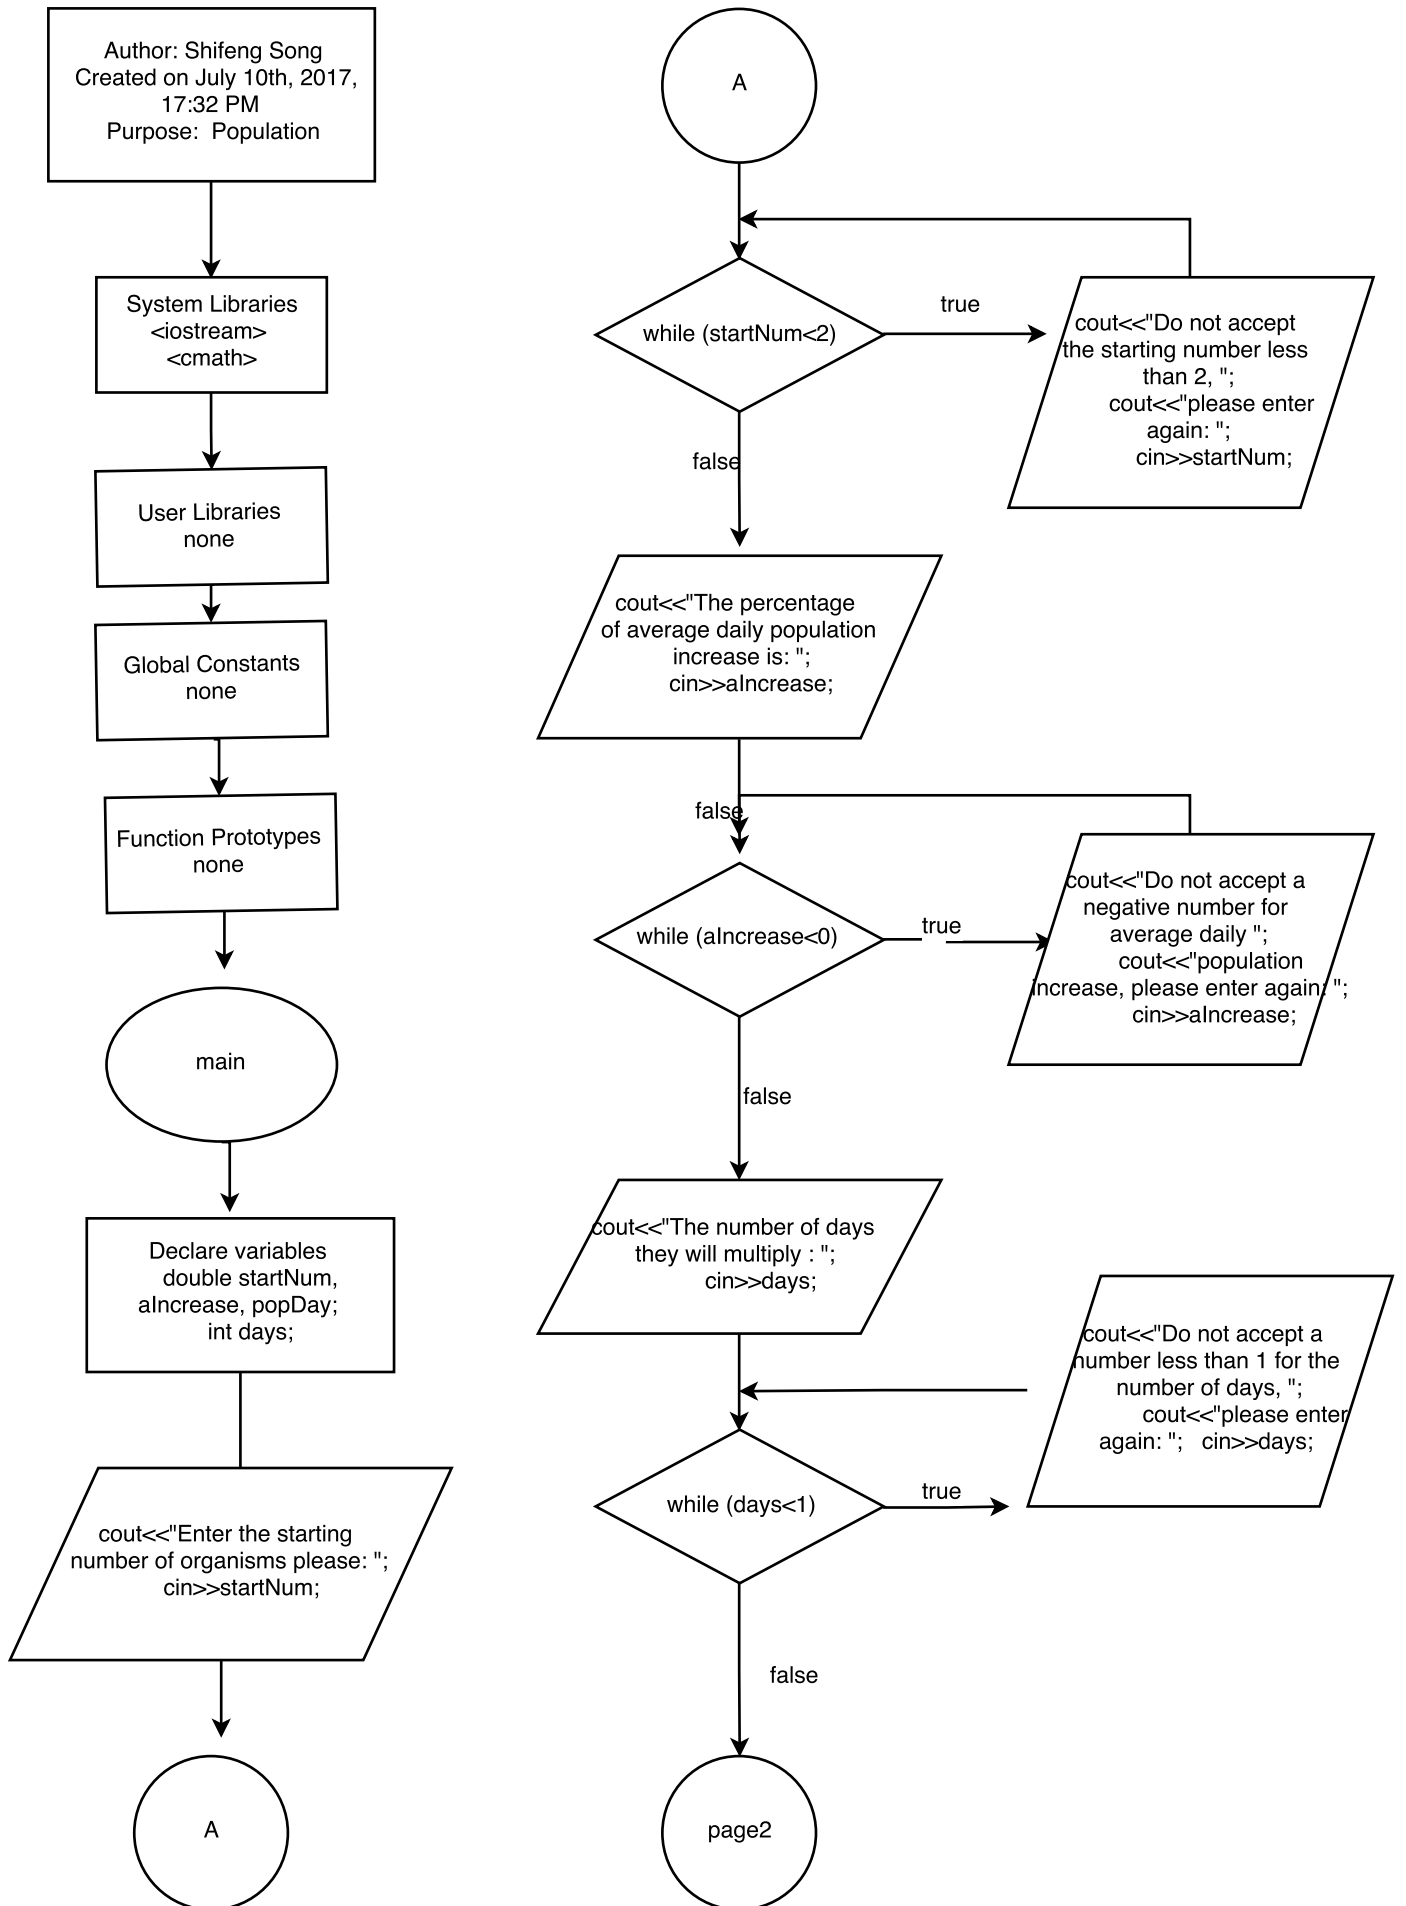 Author: Shifeng Song
Created on July 10th, 2017,
17:32 PM
Purpose:  Population
System Libraries
<iostream>
<cmath>
User Libraries
none
Global Constants
none
Function Prototypes
none
main
Declare variables
double startNum,
aIncrease, popDay;
int days;
cout<<"Enter the starting
number of organisms please: ";
cin>>startNum;
A
A
while (startNum<2)
true
cout<<"Do not accept
the starting number less
than 2, ";
cout<<"please enter
again: ";
cin>>startNum;
false
cout<<"The percentage
of average daily population
increase is: ";
cin>>aIncrease;
false
while (aIncrease<0)
true
cout<<"Do not accept a
negative number for
average daily ";
cout<<"population
increase, please enter again: ";
cin>>aIncrease;
false
cout<<"The number of days
they will multiply : ";
cin>>days;
while (days<1)
true
cout<<"Do not accept a
number less than 1 for the
number of days, ";
cout<<"please enter
again: ";   cin>>days;
false
page2